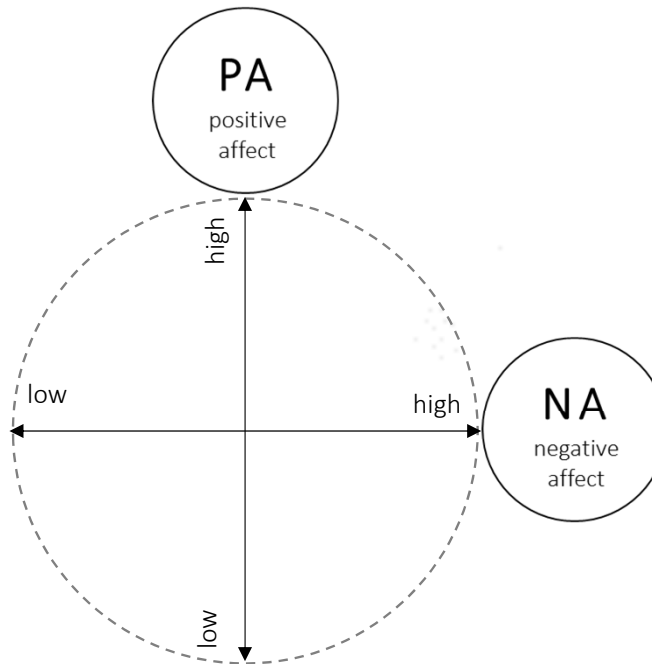 PA
positive
affect
high
low
high
NA
negative
affect
low